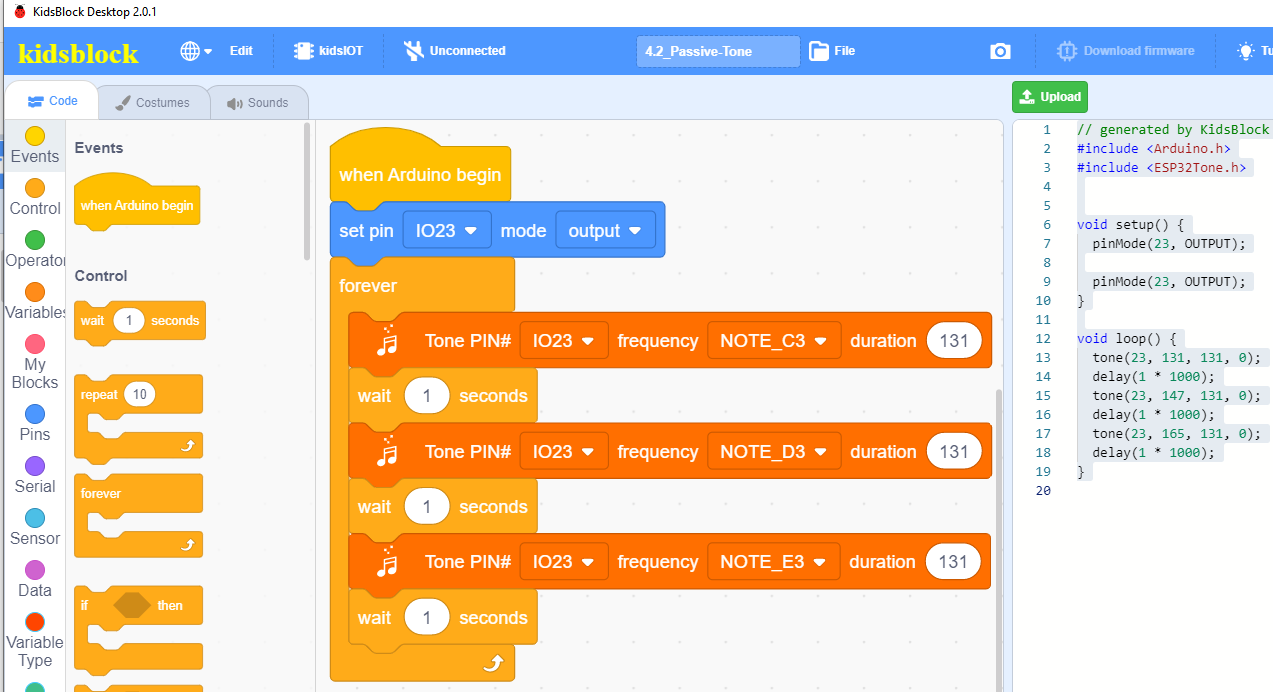 KidsBlock Desktop 2.0.1
kidsblock
Edit
kidsIOT
Unconnected
4.2_Passive-Tone
File
Download firmware
Code
Costumes
Sounds
Upload
Events
Control
Operator
Variables
My
Blocks
Pins
Serial
Sensor
Data
Variable
Type
Events
when Arduino begin
Control
wait 1 seconds
repeat 10
forever
if then
when Arduino begin
set pin IO23 mode output
forever
Tone PIN# IO23 frequency NOTE_C3 duration 131
wait 1 seconds
Tone PIN# IO23 frequency NOTE_D3 duration 131
wait 1 seconds
Tone PIN# IO23 frequency NOTE_E3 duration 131
wait 1 seconds
1 // generated by KidsBlock
2 #include <Arduino.h>
3 #include <ESP32Tone.h>
4
5
6 void setup() {
7 pinMode(23, OUTPUT);
8
9 pinMode(23, OUTPUT);
10 }
11
12 void loop() {
13 tone(23, 131, 131, 0);
14 delay(1 * 1000);
15 tone(23, 147, 131, 0);
16 delay(1 * 1000);
17 tone(23, 165, 131, 0);
18 delay(1 * 1000);
19 }
20